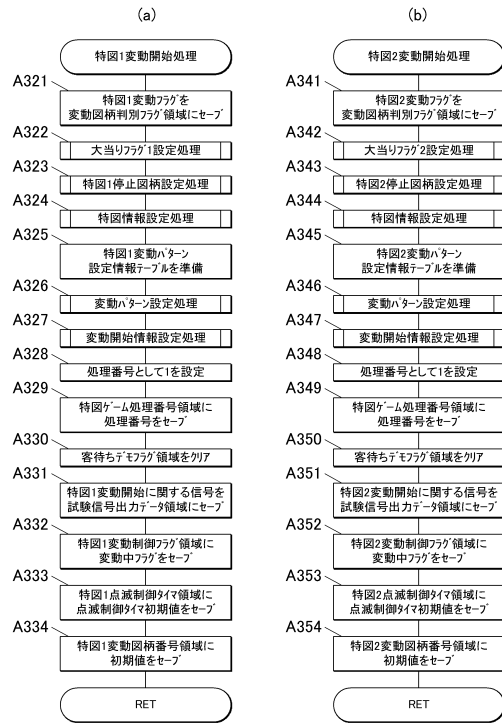 (a)
特図1変動開始処理
A321
特図1変動フラグを
変動図柄判別フラグ領域にセーブ
A322
大当りフラグ1設定処理
A323
特図1停止図柄設定処理
A324
特図情報設定処理
A325
特図1変動パターン
設定情報テーブルを準備
A326
変動パターン設定処理
A327
変動開始情報設定処理
A328
処理番号として1を設定
A329
特図ゲーム処理番号領域に
処理番号をセーブ
A330
客待ちデモフラグ領域をクリア
A331
特図1変動開始に関する信号を
試験信号出力データ領域にセーブ
A332
特図1変動制御フラグ領域に
変動中フラグをセーブ
A333
特図1点滅制御タイマ領域に
点滅制御タイマ初期値をセーブ
A334
特図1変動図柄番号領域に
初期値をセーブ
RET
(b)
特図2変動開始処理
A341
特図2変動フラグを
変動図柄判別フラグ領域にセーブ
A342
大当りフラグ2設定処理
A343
特図2停止図柄設定処理
A344
特図情報設定処理
A345
特図2変動パターン
設定情報テーブルを準備
A346
変動パターン設定処理
A347
変動開始情報設定処理
A348
処理番号として1を設定
A349
特図ゲーム処理番号領域に
処理番号をセーブ
A350
客待ちデモフラグ領域をクリア
A351
特図2変動開始に関する信号を
試験信号出力データ領域にセーブ
A352
特図2変動制御フラグ領域に
変動中フラグをセーブ
A353
特図2点滅制御タイマ領域に
点滅制御タイマ初期値をセーブ
A354
特図2変動図柄番号領域に
初期値をセーブ
RET